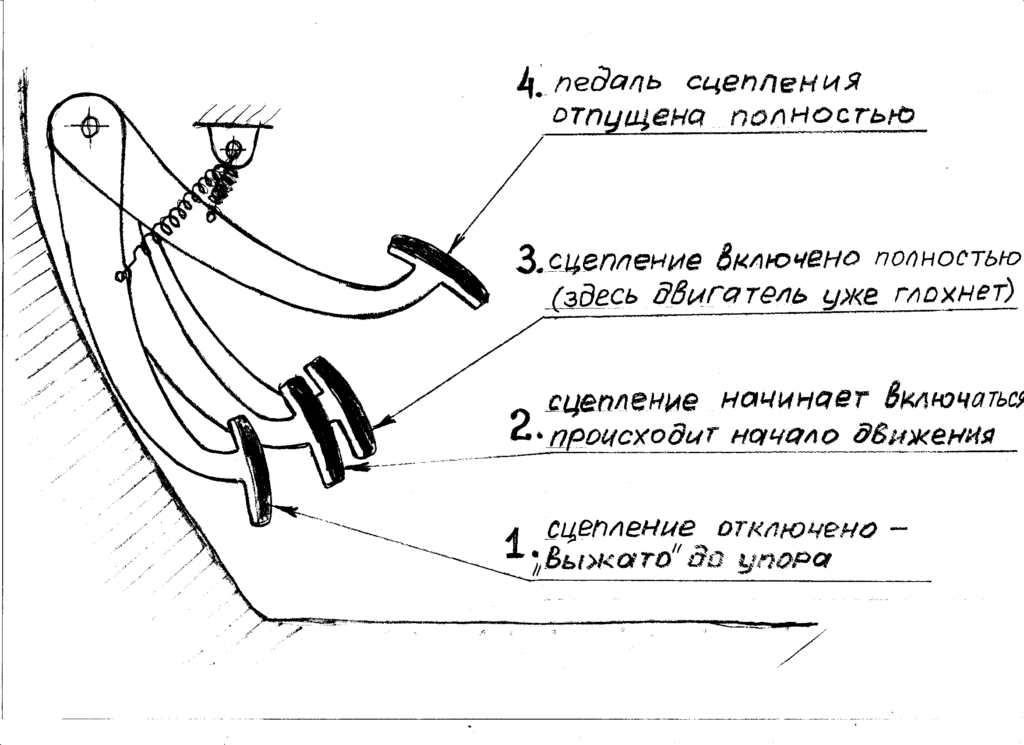 4. педаль сцепления
отпущена полностью
3. сцепление включено полностью
(здесь двигатель уже глохнет)
сцепление начинает включаться
2. происходит начало движения
сцепление отключено –
1. „выжато" до упора